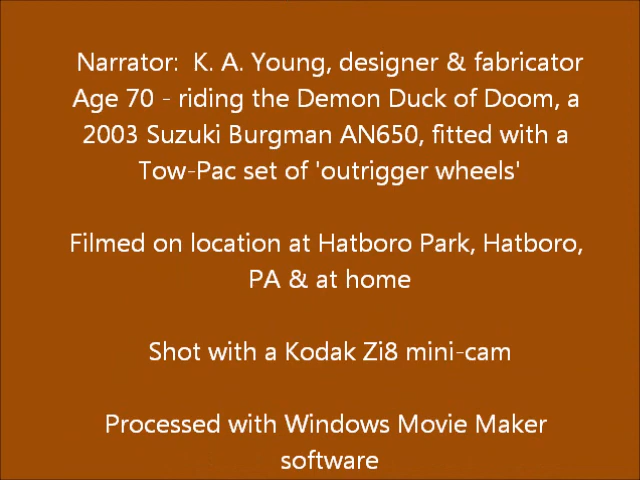 Narrator:  K. A. Young, designer & fabricator
Age 70 - riding the Demon Duck of Doom, a
2003 Suzuki Burgman AN650, fitted with a
Tow-Pac set of 'outrigger wheels'
Filmed on location at Hatboro Park, Hatboro,
PA & at home
Shot with a Kodak Zi8 mini-cam
Processed with Windows Movie Maker
software